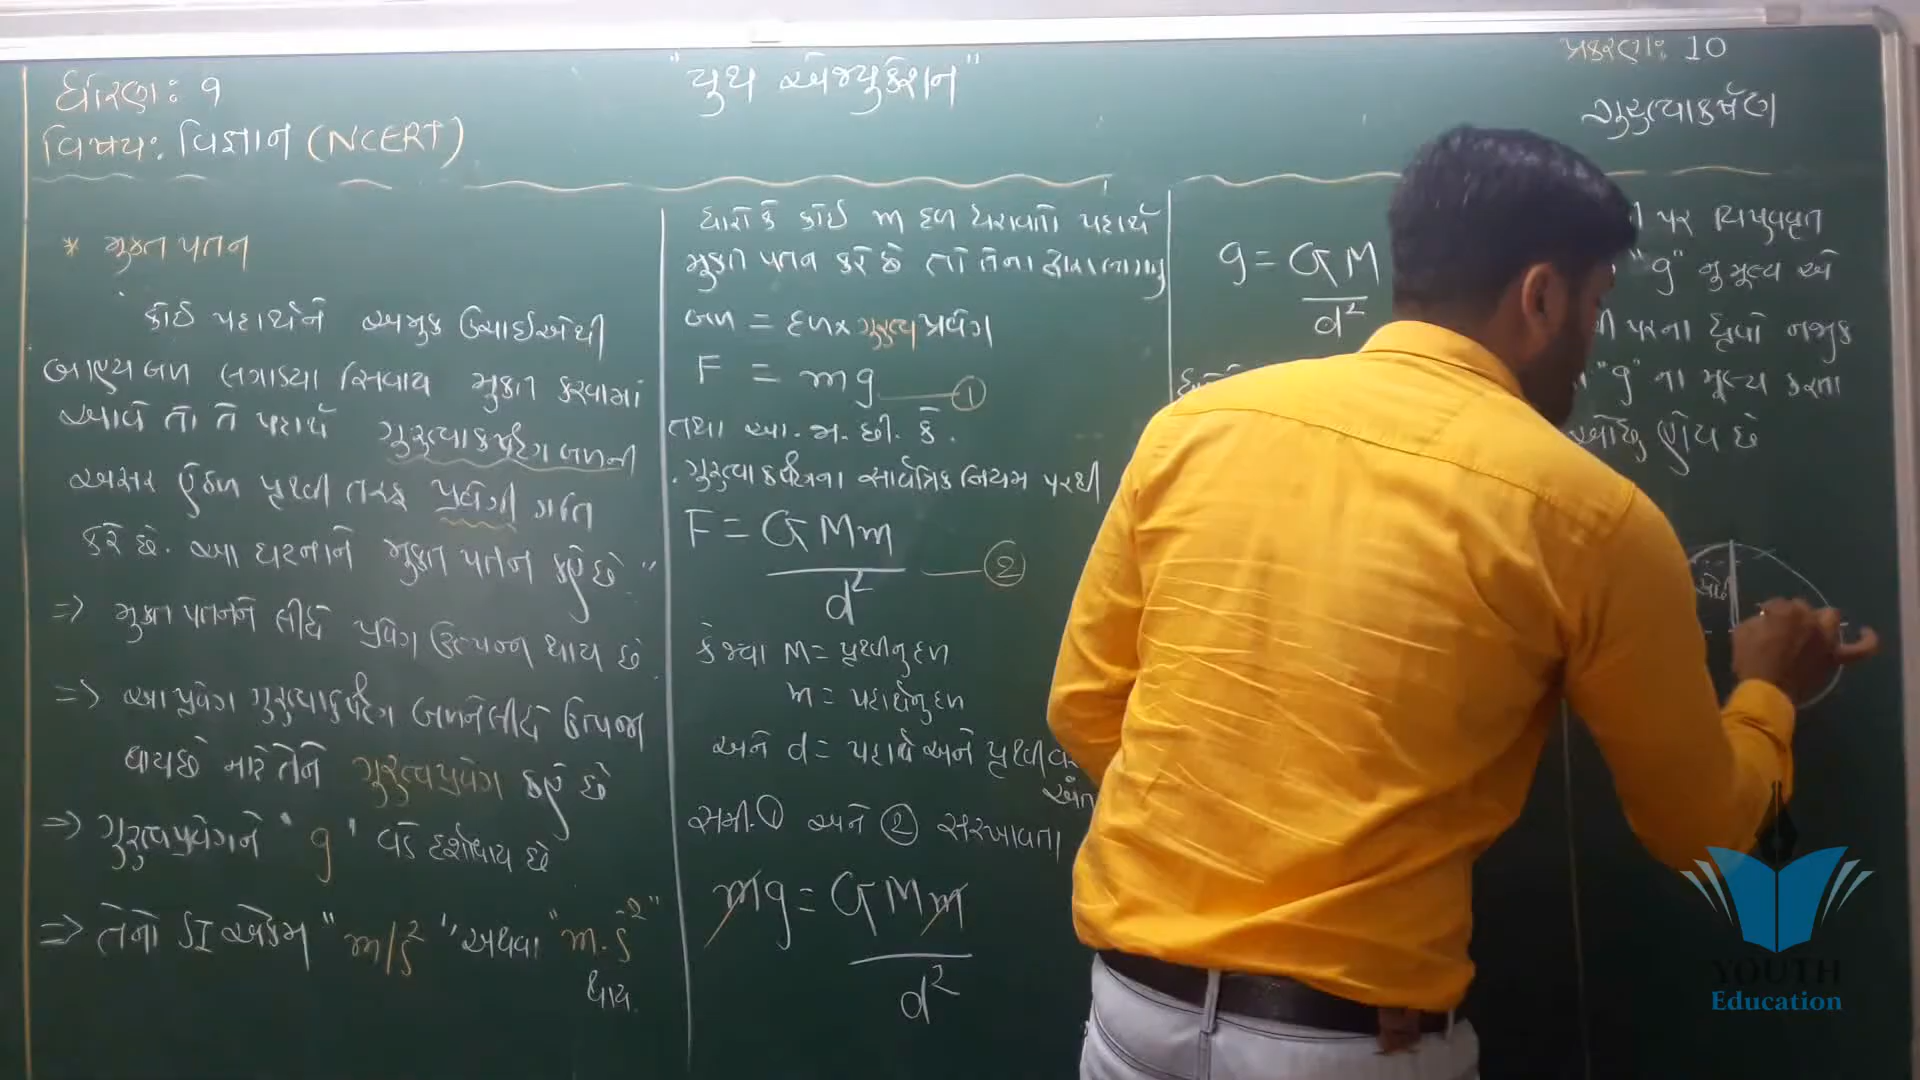 ધોરણ: ૧
વિષય: વિજ્ઞાન (NCERT)
"યુથ એજ્યુકેશન"
પ્રકરણ: 10
ગુરુત્વાકર્ષણ
* મુક્ત પતન
કોઈ પદાર્થને અમુક ઉંચાઈએથી
બાહ્ય બળ લગાડ્યા સિવાય મુક્ત કરવામાં
આવે તો તે પદાર્થ ગુરુત્વાકર્ષણ બળની
અસર હેઠળ પૃથ્વી તરફ પ્રવેગી ગતિ
કરે છે. આ ઘટનાને મુક્ત પતન કહે છે"
=> મુક્ત પતનને લીધે પ્રવેગ ઉત્પન્ન થાય છે
=> આ પ્રવેગ ગુરુત્વાકર્ષણ બળને લીધે ઉત્પન્ન
થાય છે માટે તેને ગુરુત્વપ્રવેગ કહે છે
=> ગુરુત્વપ્રવેગને "g" વડે દર્શાવાય છે
=> તેનો SI એકમ "m/s²" અથવા "m.s⁻²"
થાય.
ધારો કે કોઈ m દળ ધરાવતો પદાર્થ
મુક્ત પતન કરે છે તો તેના દ્વારા લાગતુ
બળ = દળ x ગુરુત્વ પ્રવેગ
F = mg —— ①
તથા આ.જા.છી.કે.
ગુરુત્વાકર્ષણના સાર્વત્રિક નિયમ પરથી
F = GMm
d² —— ②
કે જ્યા M = પૃથ્વીનુ દળ
m = પદાર્થનુ દળ
અને d = પદાર્થ અને પૃથ્વી
અંત
સમી.① અને ② સરખાવતા
mg = GMm
d²
g = GM
d²
પર વિષુવવૃત
"g" નુ મૂલ્ય એ
પરના ધ્રુવો નજીક
"g" ના મૂલ્ય કરતા
ઓછુ હોય છે
YOUTH
Education